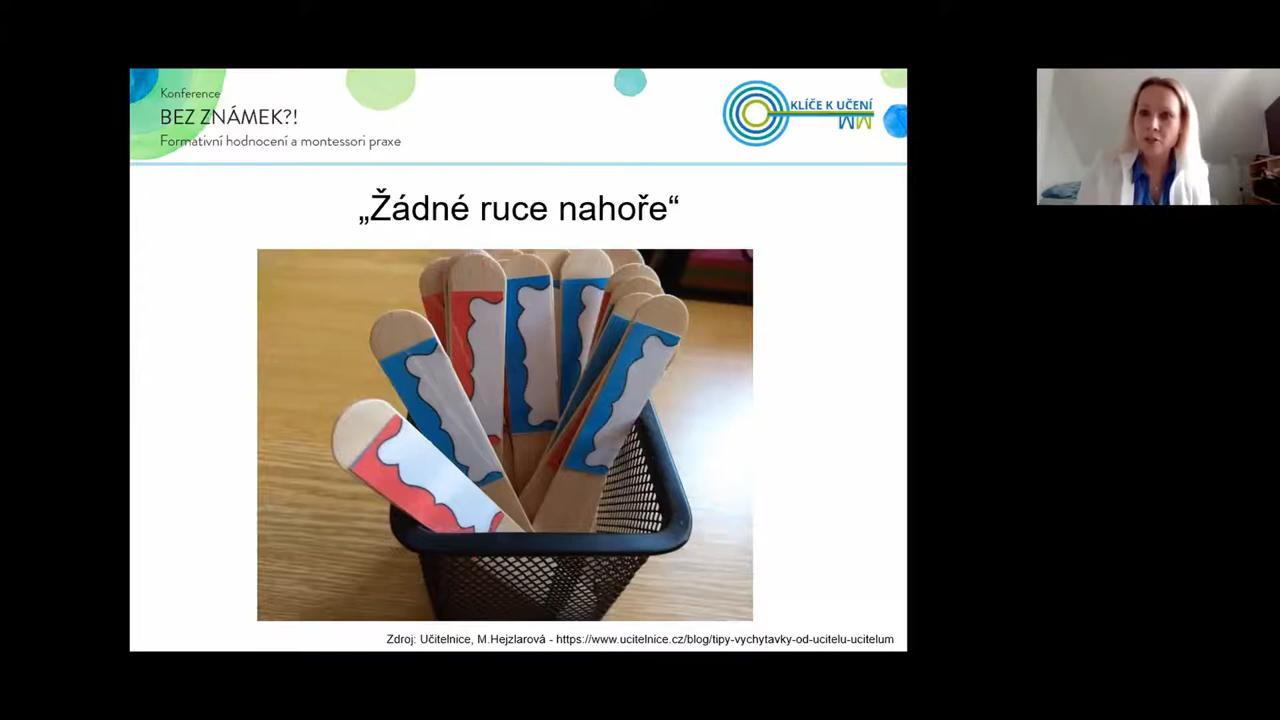 Konference
BEZ ZNÁMEK?!
Formativní hodnocení a montessori praxe
KLÍČE K UČENÍ
„Žádné ruce nahoře“
Zdroj: Učitelnice, M.Hejzlarová - https://www.ucitelnice.cz/blog/tipy-vychytavky-od-ucitelu-ucitelum